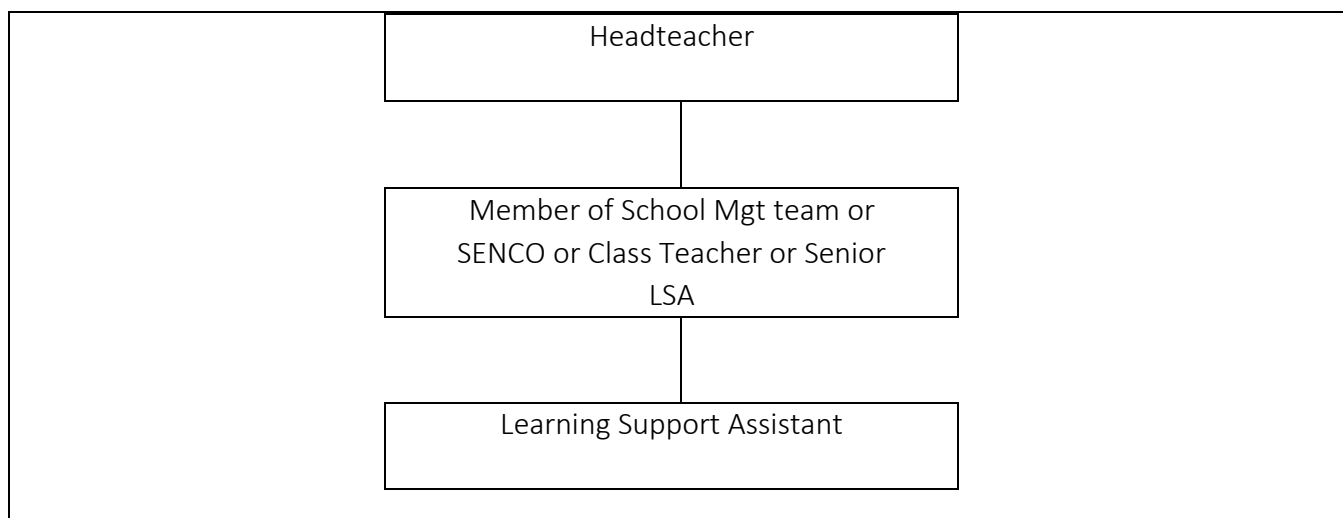 Headteacher
Member of School Mgt team or
SENCO or Class Teacher or Senior
LSA
Learning Support Assistant